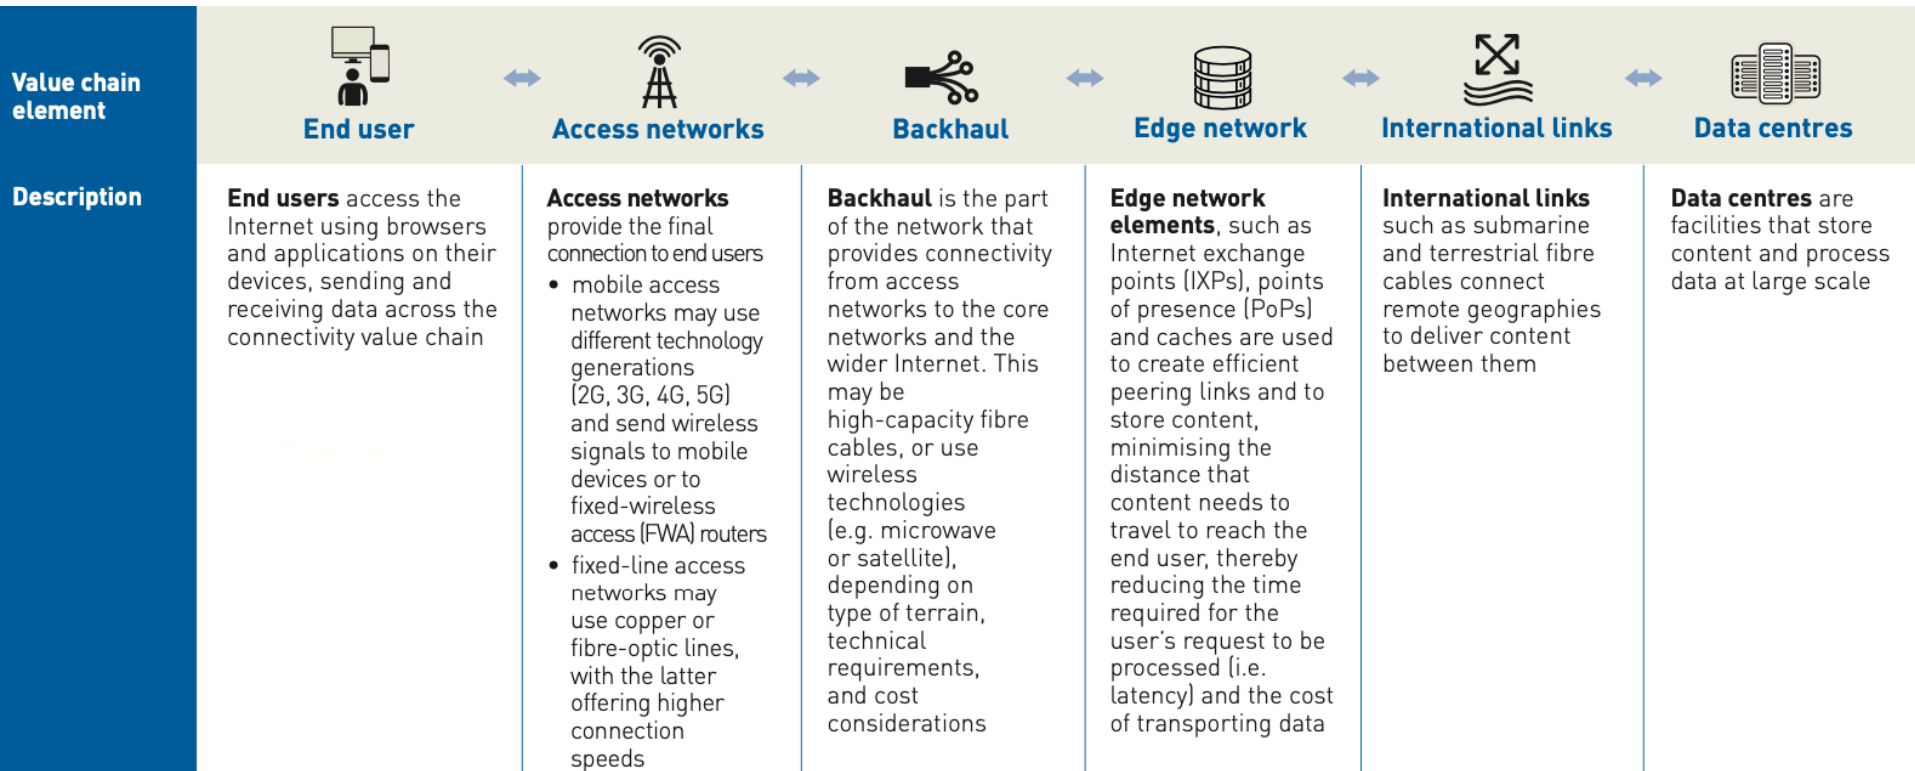 Value chain
element
End user
Access networks
Backhaul
Edge network
International links
Data centres
Description
End users access the
Internet using browsers
and applications on their
devices, sending and
receiving data across the
connectivity value chain
Access networks
provide the final
connection to end users
• mobile access
networks may use
different technology
generations
(2G, 3G, 4G, 5G)
and send wireless
signals to mobile
devices or to
fixed-wireless
access (FWA) routers
• fixed-line access
networks may
use copper or
fibre-optic lines,
with the latter
offering higher
connection
speeds
Backhaul is the part
of the network that
provides connectivity
from access
networks to the core
networks and the
wider Internet. This
may be
high-capacity fibre
cables, or use
wireless
technologies
(e.g. microwave
or satellite),
depending on
type of terrain,
technical
requirements,
and cost
considerations
Edge network
elements, such as
Internet exchange
points (IXPs), points
of presence (PoPs)
and caches are used
to create efficient
peering links and to
store content,
minimising the
distance that
content needs to
travel to reach the
end user, thereby
reducing the time
required for the
user's request to be
processed (i.e.
latency) and the cost
of transporting data
International links
such as submarine
and terrestrial fibre
cables connect
remote geographies
to deliver content
between them
Data centres are
facilities that store
content and process
data at large scale